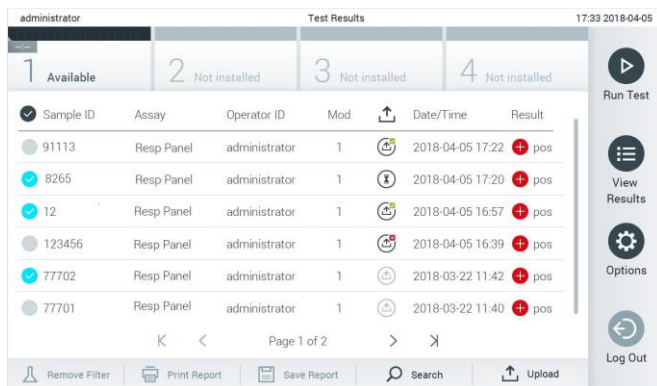 administrator Test Results 17:33 2018-04-05
1 Available 2 Not installed 3 Not installed 4 Not installed
Run Test
Sample ID Assay Operator ID Mod Date/Time Result
91113 Resp Panel administrator 1 2018-04-05 17:22 pos
8265 Resp Panel administrator 1 2018-04-05 17:20 pos
View Results
12 Resp Panel administrator 1 2018-04-05 16:57 pos
123456 Resp Panel administrator 1 2018-04-05 16:39 pos
Options
77702 Resp Panel administrator 1 2018-03-22 11:42 pos
77701 Resp Panel administrator 1 2018-03-22 11:40 pos
Page 1 of 2
Log Out
Remove Filter Print Report Save Report Search Upload